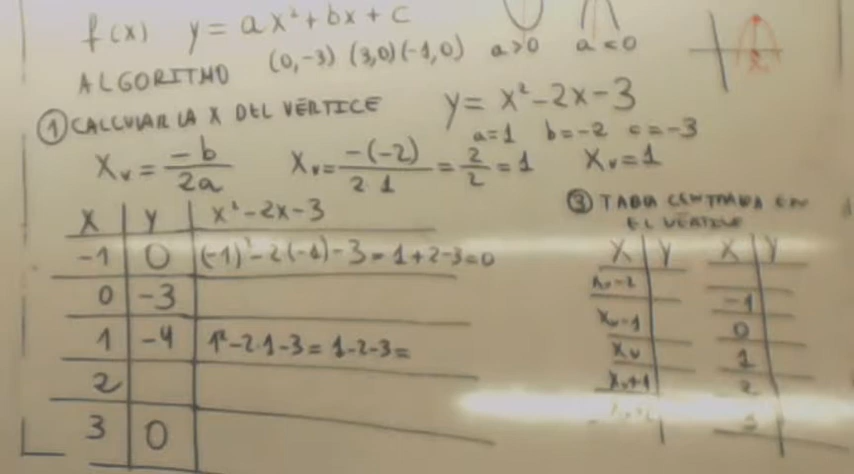 f(x) y = ax² + bx + c
ALGORITMO (0,-3) (3,0) (-1,0) a>0 a<0
① CALCULAR LA X DEL VÉRTICE y = x² - 2x - 3
a=1 b=-2 c=-3
Xv = -b/2a Xv = -(-2)/2 1 = 2/2 = 1 Xv = 1
③ TABLA CENTRADA EN
EL VÉRTICE
X Y X² - 2X - 3
-1 0 (-1)² - 2(-1) - 3 = 1 + 2 - 3 = 0
0 -3
1 -4 1² - 2·1 - 3 = 1 - 2 - 3 =
2
3 0
X Y
Xv-2
Xv-1
Xv
Xv+1
X Y
-1
0
1
2